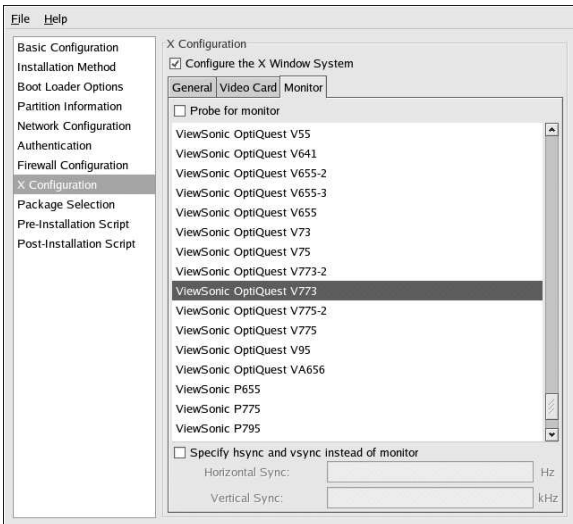 File Help
Basic Configuration
Installation Method
Boot Loader Options
Partition Information
Network Configuration
Authentication
Firewall Configuration
X Configuration
Package Selection
Pre-Installation Script
Post-Installation Script
X Configuration
Configure the X Window System
General Video Card Monitor
Probe for monitor
ViewSonic OptiQuest V55
ViewSonic OptiQuest V641
ViewSonic OptiQuest V655-2
ViewSonic OptiQuest V655-3
ViewSonic OptiQuest V655
ViewSonic OptiQuest V73
ViewSonic OptiQuest V75
ViewSonic OptiQuest V773-2
ViewSonic OptiQuest V773
ViewSonic OptiQuest V775-2
ViewSonic OptiQuest V775
ViewSonic OptiQuest V95
ViewSonic OptiQuest VA656
ViewSonic P655
ViewSonic P775
ViewSonic P795
Specify hsync and vsync instead of monitor
Horizontal Sync: Hz
Vertical Sync: kHz